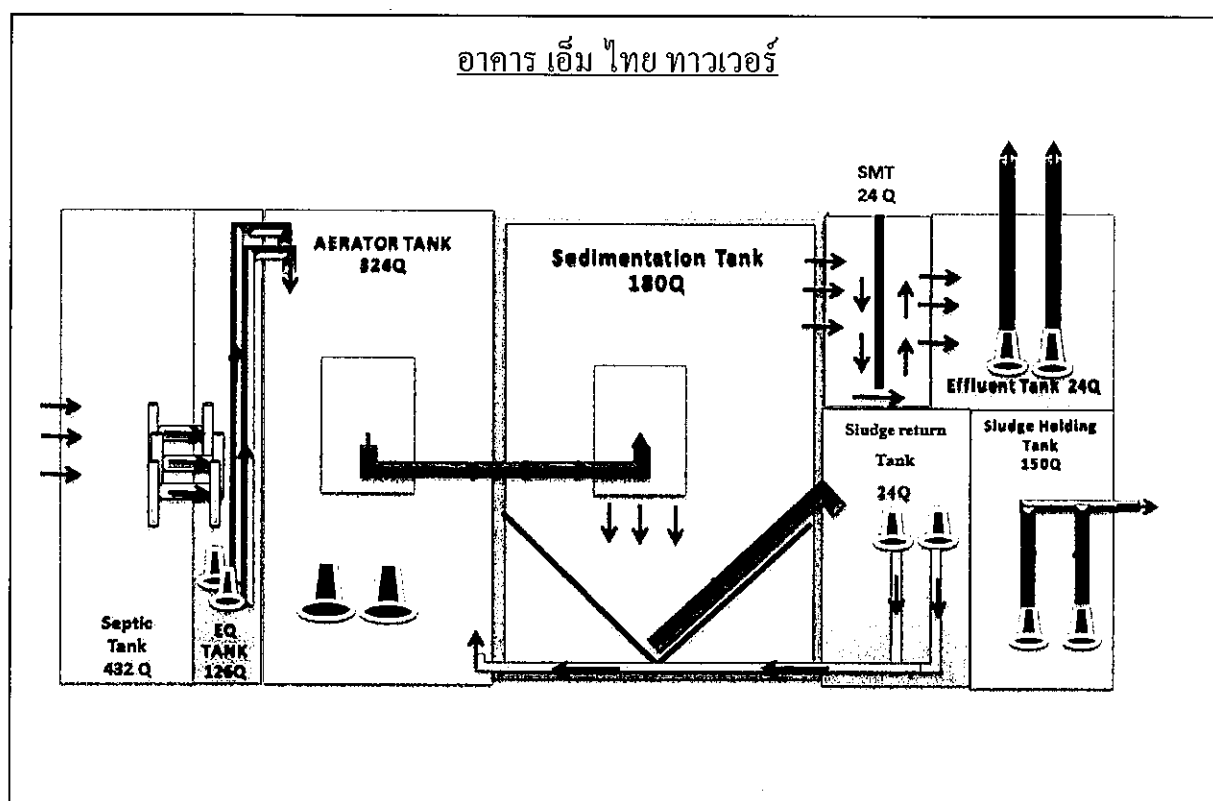 อาคาร เอ็ม ไทย ทาวเวอร์
SMT
24 Q
AERATOR TANK
324Q
Sedimentation Tank
180Q
Effluent Tank 24Q
Sludge return
Tank
24Q
Sludge Holding
Tank
150Q
Septic
Tank
432 Q
EQ
TANK
126Q